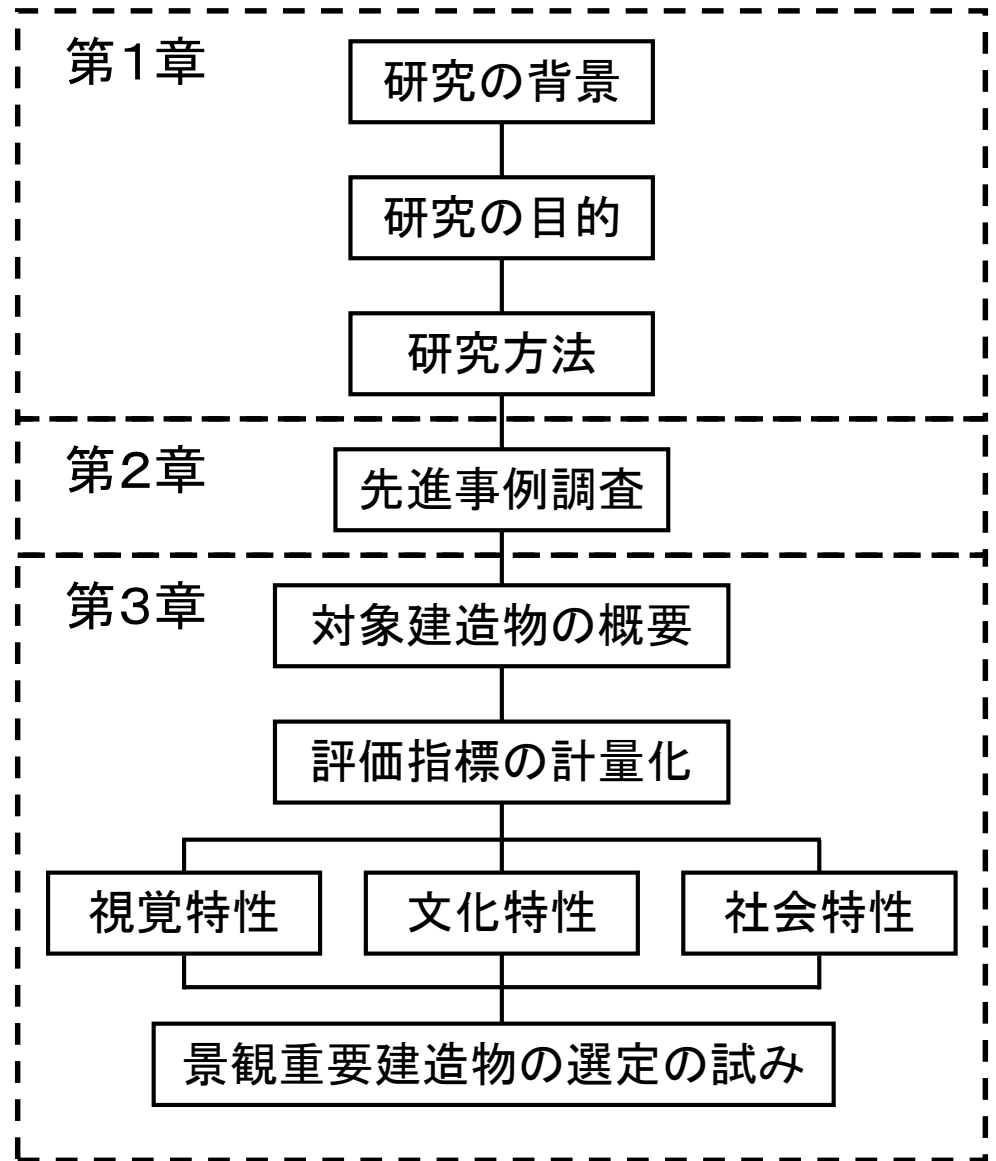 第1章
研究の背景
研究の目的
研究方法
第2章
先進事例調査
第3章
対象建造物の概要
評価指標の計量化
視覚特性
文化特性
社会特性
景観重要建造物の選定の試み